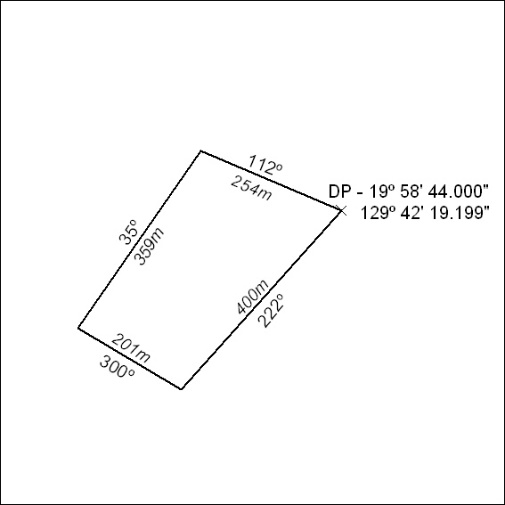 112º
254m
DP - 19º 58' 44.000"
129º 42' 19.199"
35º
359m
400m
222º
201m
300º